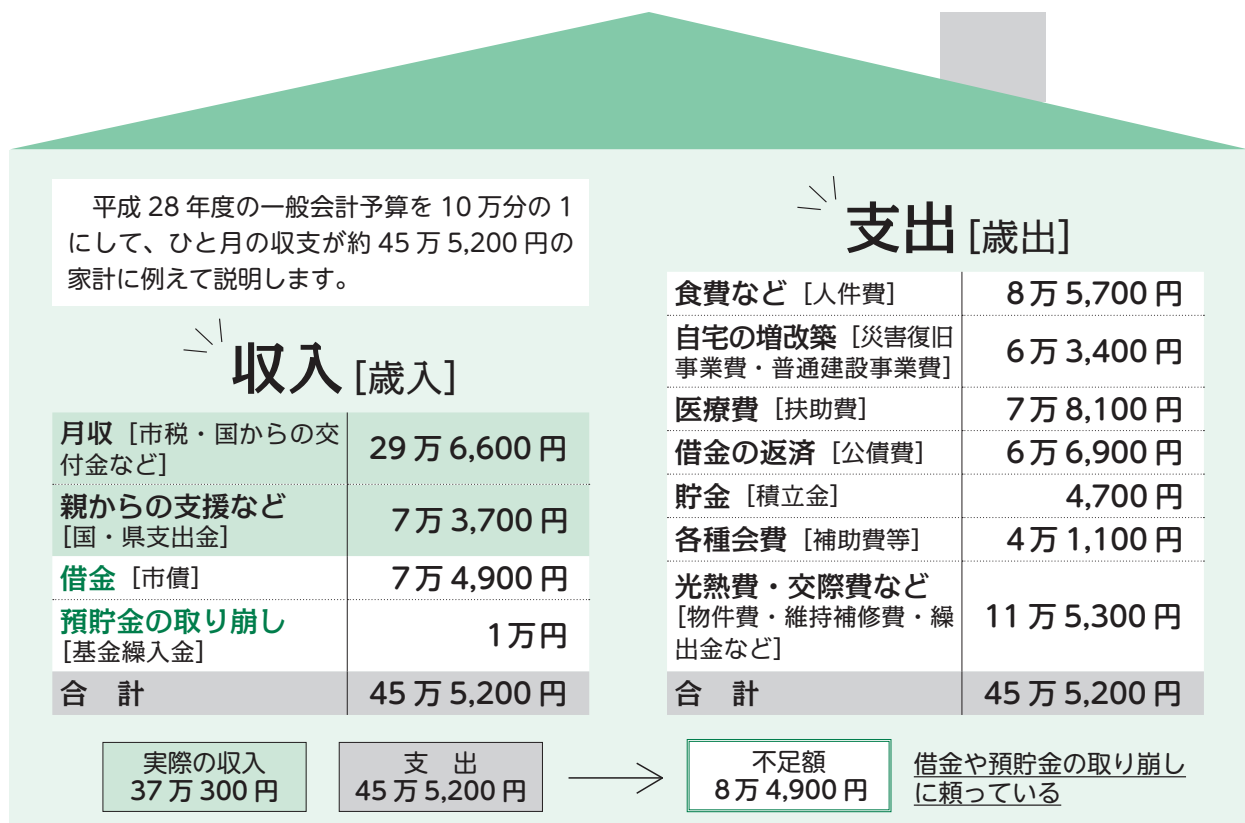 平成 28 年度の一般会計予算を 10 万分の 1
にして、ひと月の収支が約 45 万 5,200 円の
家計に例えて説明します。
収入 [歳入]
月収 [市税・国からの交
付金など]
29 万 6,600 円
親からの支援など
[国・県支出金]
7 万 3,700 円
借金 [市債]
7 万 4,900 円
預貯金の取り崩し
[基金繰入金]
1万円
合 計
45 万 5,200 円
支出 [歳出]
食費など [人件費]
8万 5,700 円
自宅の増改築 [災害復旧
事業費・普通建設事業費]
6 万 3,400 円
医療費 [扶助費]
7 万 8,100 円
借金の返済 [公債費]
6 万 6,900 円
貯金 [積立金]
4,700 円
各種会費 [補助費等]
4 万 1,100 円
光熱費・交際費など
[物件費・維持補修費・繰
出金など]
11 万 5,300 円
合 計
45 万 5,200 円
実際の収入
37 万 300 円
支 出
45 万 5,200 円
不足額
8 万 4,900 円
借金や預貯金の取り崩し
に頼っている